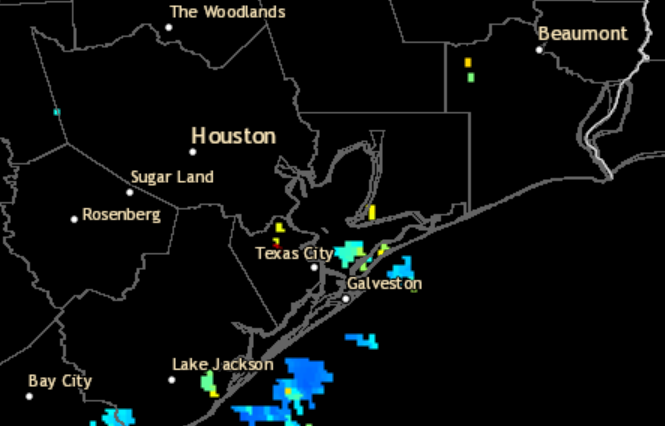 The Woodlands
Beaumont
Houston
Sugar Land
Rosenberg
Texas City
Galveston
Lake Jackson
Bay City